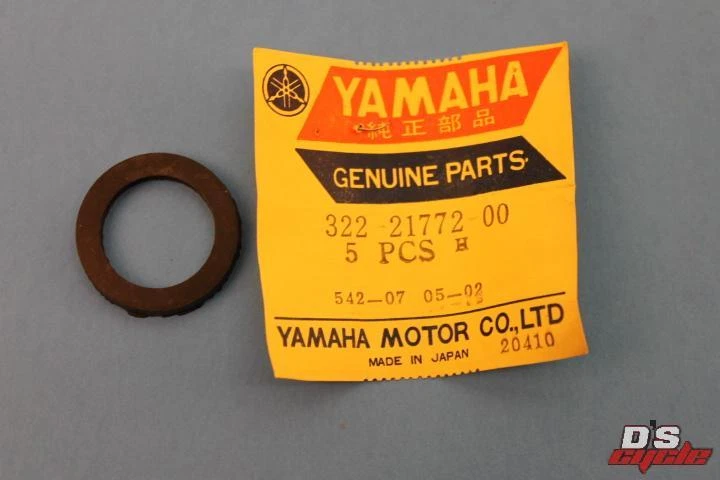 YAMAHA
純正部品
GENUINE PARTS.
322-21772-00
5 PCS H
542-07 05-02
YAMAHA MOTOR CO.,LTD
MADE IN JAPAN 20410
D'S
cycle